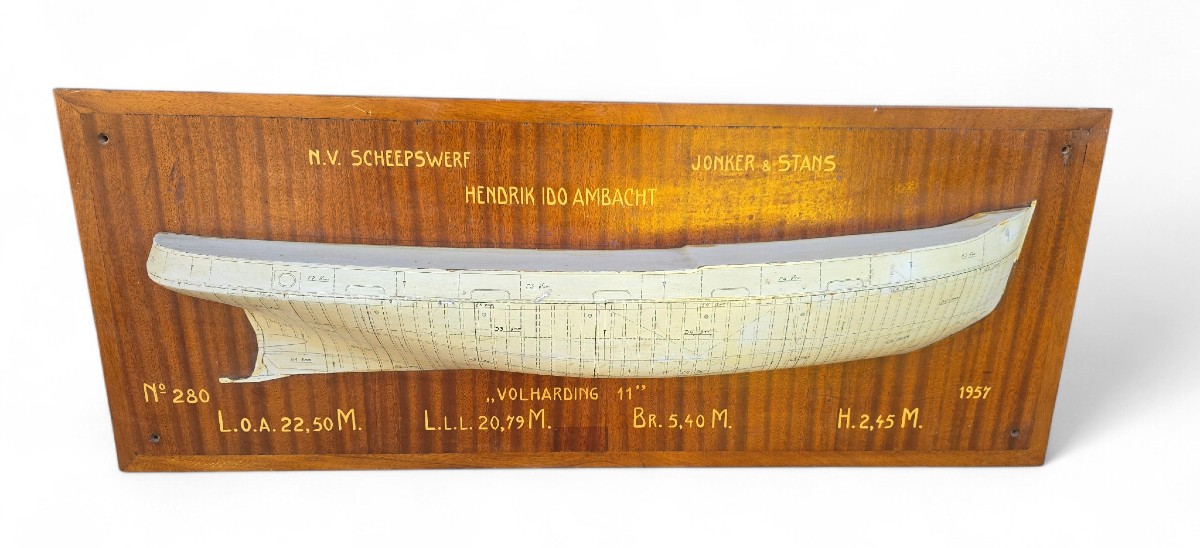 N.V. SCHEEPSWERF JONKER & STANS
HENDRIK IDO AMBACHT
Nº 280 „VOLHARDING 11” 1957
L.O.A. 22,50 M. L.L.L. 20,79 M. BR. 5,40 M. H. 2,45 M.